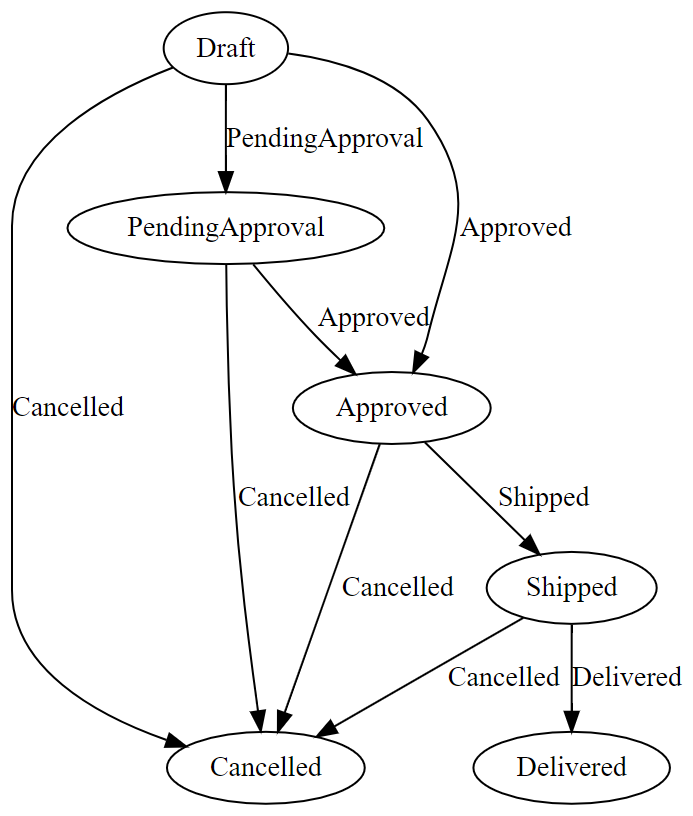 Draft
PendingApproval
PendingApproval
Approved
Approved
Cancelled
Approved
Cancelled
Shipped
Cancelled
Shipped
Cancelled
Delivered
Cancelled
Delivered